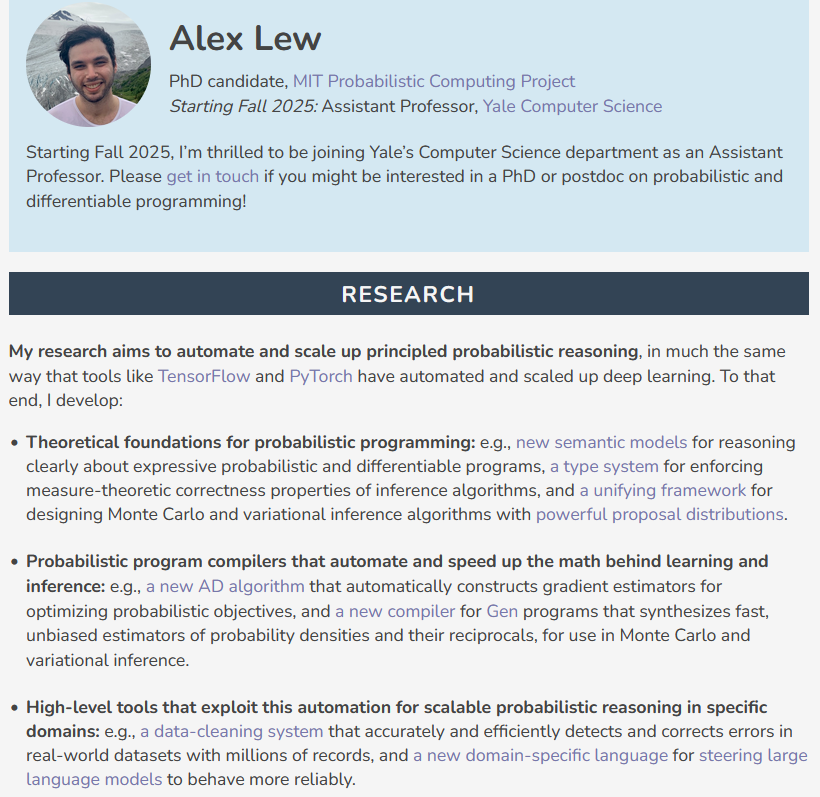 Alex Lew
PhD candidate, MIT Probabilistic Computing Project
Starting Fall 2025: Assistant Professor, Yale Computer Science
Starting Fall 2025, I'm thrilled to be joining Yale's Computer Science department as an Assistant
Professor. Please get in touch if you might be interested in a PhD or postdoc on probabilistic and
differentiable programming!
RESEARCH
My research aims to automate and scale up principled probabilistic reasoning, in much the same
way that tools like TensorFlow and PyTorch have automated and scaled up deep learning. To that
end, I develop:
• Theoretical foundations for probabilistic programming: e.g., new semantic models for reasoning
clearly about expressive probabilistic and differentiable programs, a type system for enforcing
measure-theoretic correctness properties of inference algorithms, and a unifying framework for
designing Monte Carlo and variational inference algorithms with powerful proposal distributions.
• Probabilistic program compilers that automate and speed up the math behind learning and
inference: e.g., a new AD algorithm that automatically constructs gradient estimators for
optimizing probabilistic objectives, and a new compiler for Gen programs that synthesizes fast,
unbiased estimators of probability densities and their reciprocals, for use in Monte Carlo and
variational inference.
• High-level tools that exploit this automation for scalable probabilistic reasoning in specific
domains: e.g., a data-cleaning system that accurately and efficiently detects and corrects errors in
real-world datasets with millions of records, and a new domain-specific language for steering large
language models to behave more reliably.